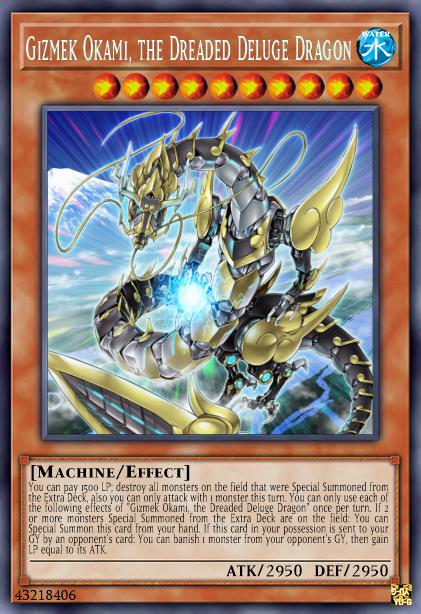 GIZMEK OKAMI, THE DREADED DELUGE DRAGON
WATER
水
[MACHINE/EFFECT]
You can pay 1500 LP; destroy all monsters on the field that were Special Summoned
from the Extra Deck, also you can only attack with 1 monster this turn. You can only use each of
the following effects of "Gizmek Okami, the Dreaded Deluge Dragon" once per turn. If 2
or more monsters Special Summoned from the Extra Deck are on the field: You can
Special Summon this card from your hand. If this card in your possession is sent to your
GY by an opponent's card: You can banish 1 monster from your opponent's GY, then gain
LP equal to its ATK.
ATK/2950 DEF/2950
43218406